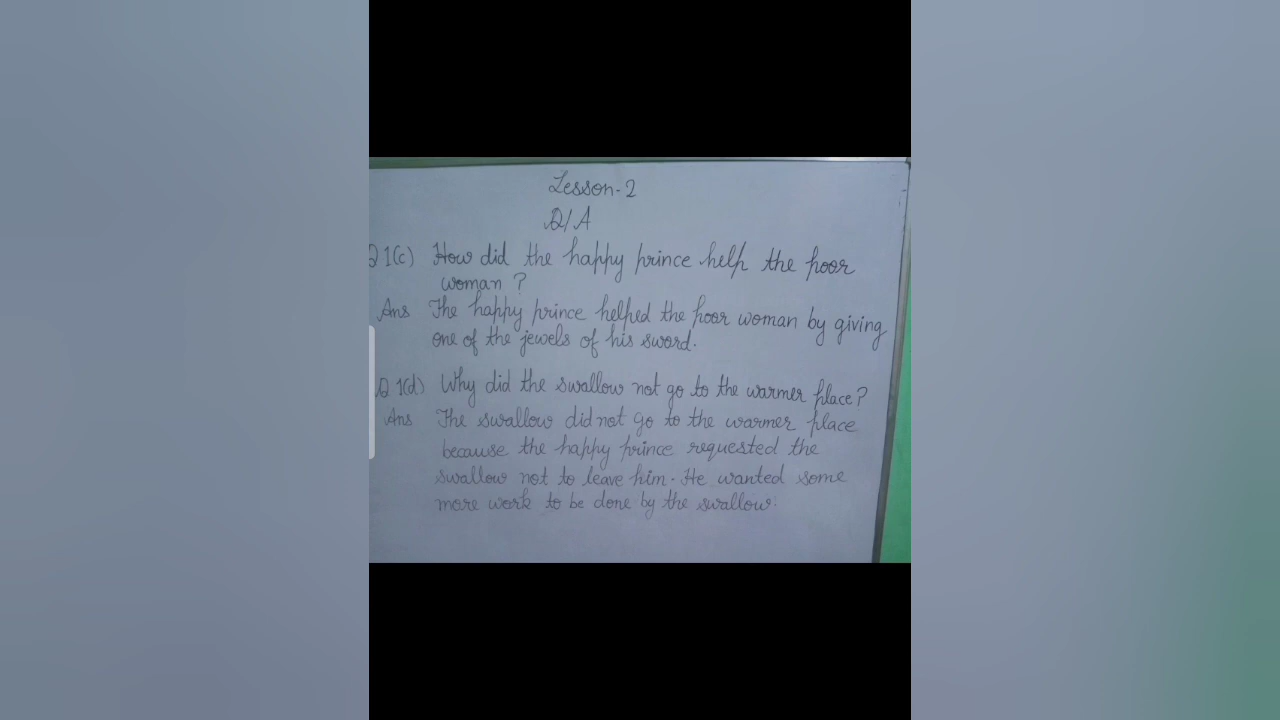 Lesson-2
Q/A
Q 1(c) How did the happy prince help the poor
woman ?
Ans The happy prince helped the poor woman by giving
one of the jewels of his sword.
Q 1(d) Why did the swallow not go to the warmer place?
Ans The swallow did not go to the warmer place
because the happy prince requested the
swallow not to leave him. He wanted some
more work to be done by the swallow.